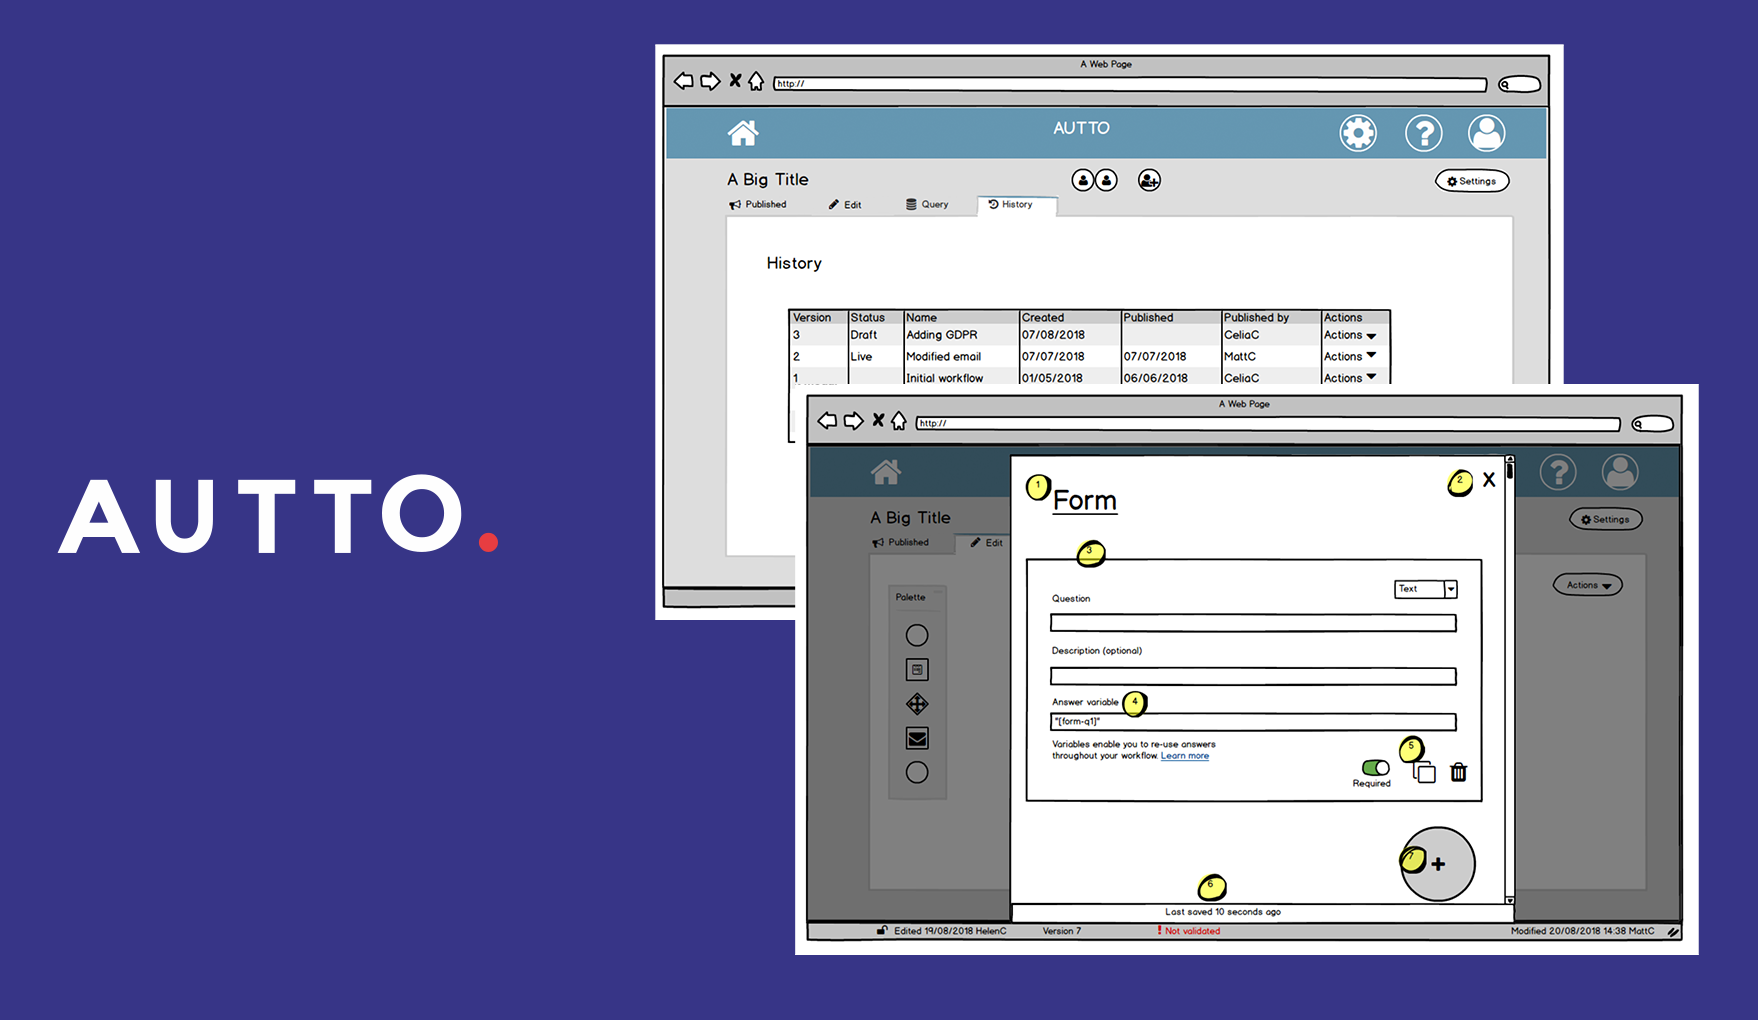 AUTTO.
A Web Page
http://
AUTTO
A Big Title
Settings
Published Edit Query History
History
Version Status Name Created Published Published by Actions
3 Draft Adding GDPR 07/08/2018 CeliaC Actions
2 Live Modified email 07/07/2018 07/07/2018 MattC Actions
1 Initial workflow 01/05/2018 06/06/2018 CeliaC Actions
A Web Page
http://
A Big Title
Settings
Published Edit
Actions
Palette
1
Form
2 X
3
Text
Question
Description (optional)
Answer variable 4
"[form-q1]"
Variables enable you to re-use answers
throughout your workflow. Learn more
5
Required
7 +
6
Last saved 10 seconds ago
Edited 19/08/2018 HelenC Version 7 ! Not validated Modified 20/08/2018 14:38 MattC